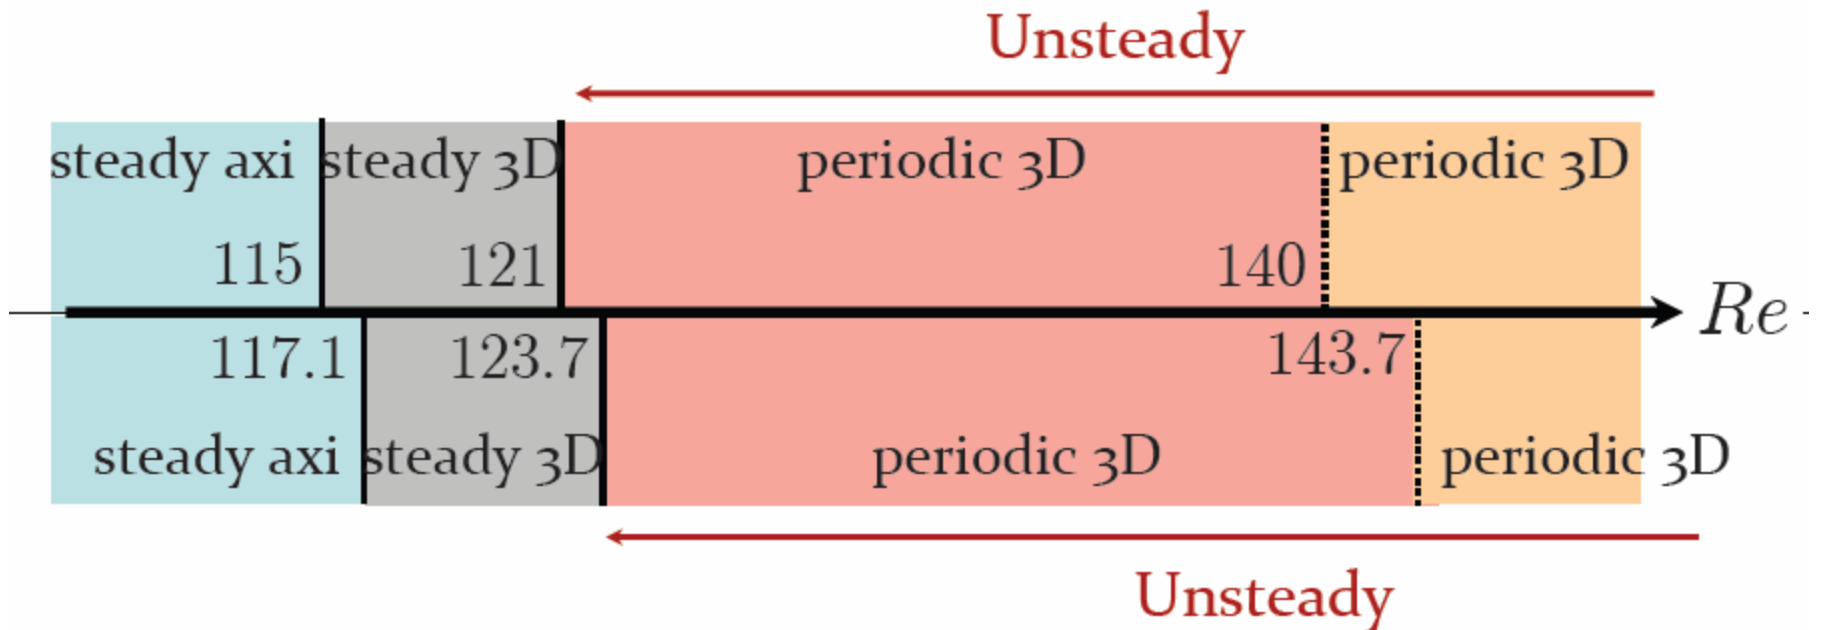 Unsteady
steady axi steady 3D periodic 3D periodic 3D
115 121 140
Re
117.1 123.7 143.7
steady axi steady 3D periodic 3D periodic 3D
Unsteady